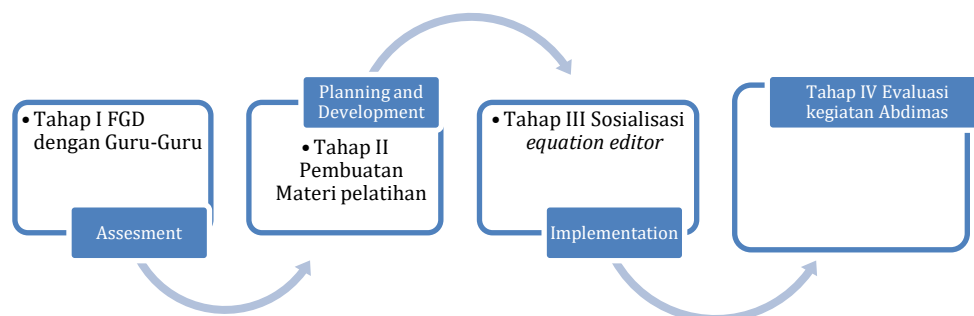 • Tahap I FGD
dengan Guru-Guru
Assesment
Planning and
Development
• Tahap II
Pembuatan
Materi pelatihan
• Tahap III Sosialisasi
equation editor
Implementation
Tahap IV Evaluasi
kegiatan Abdimas